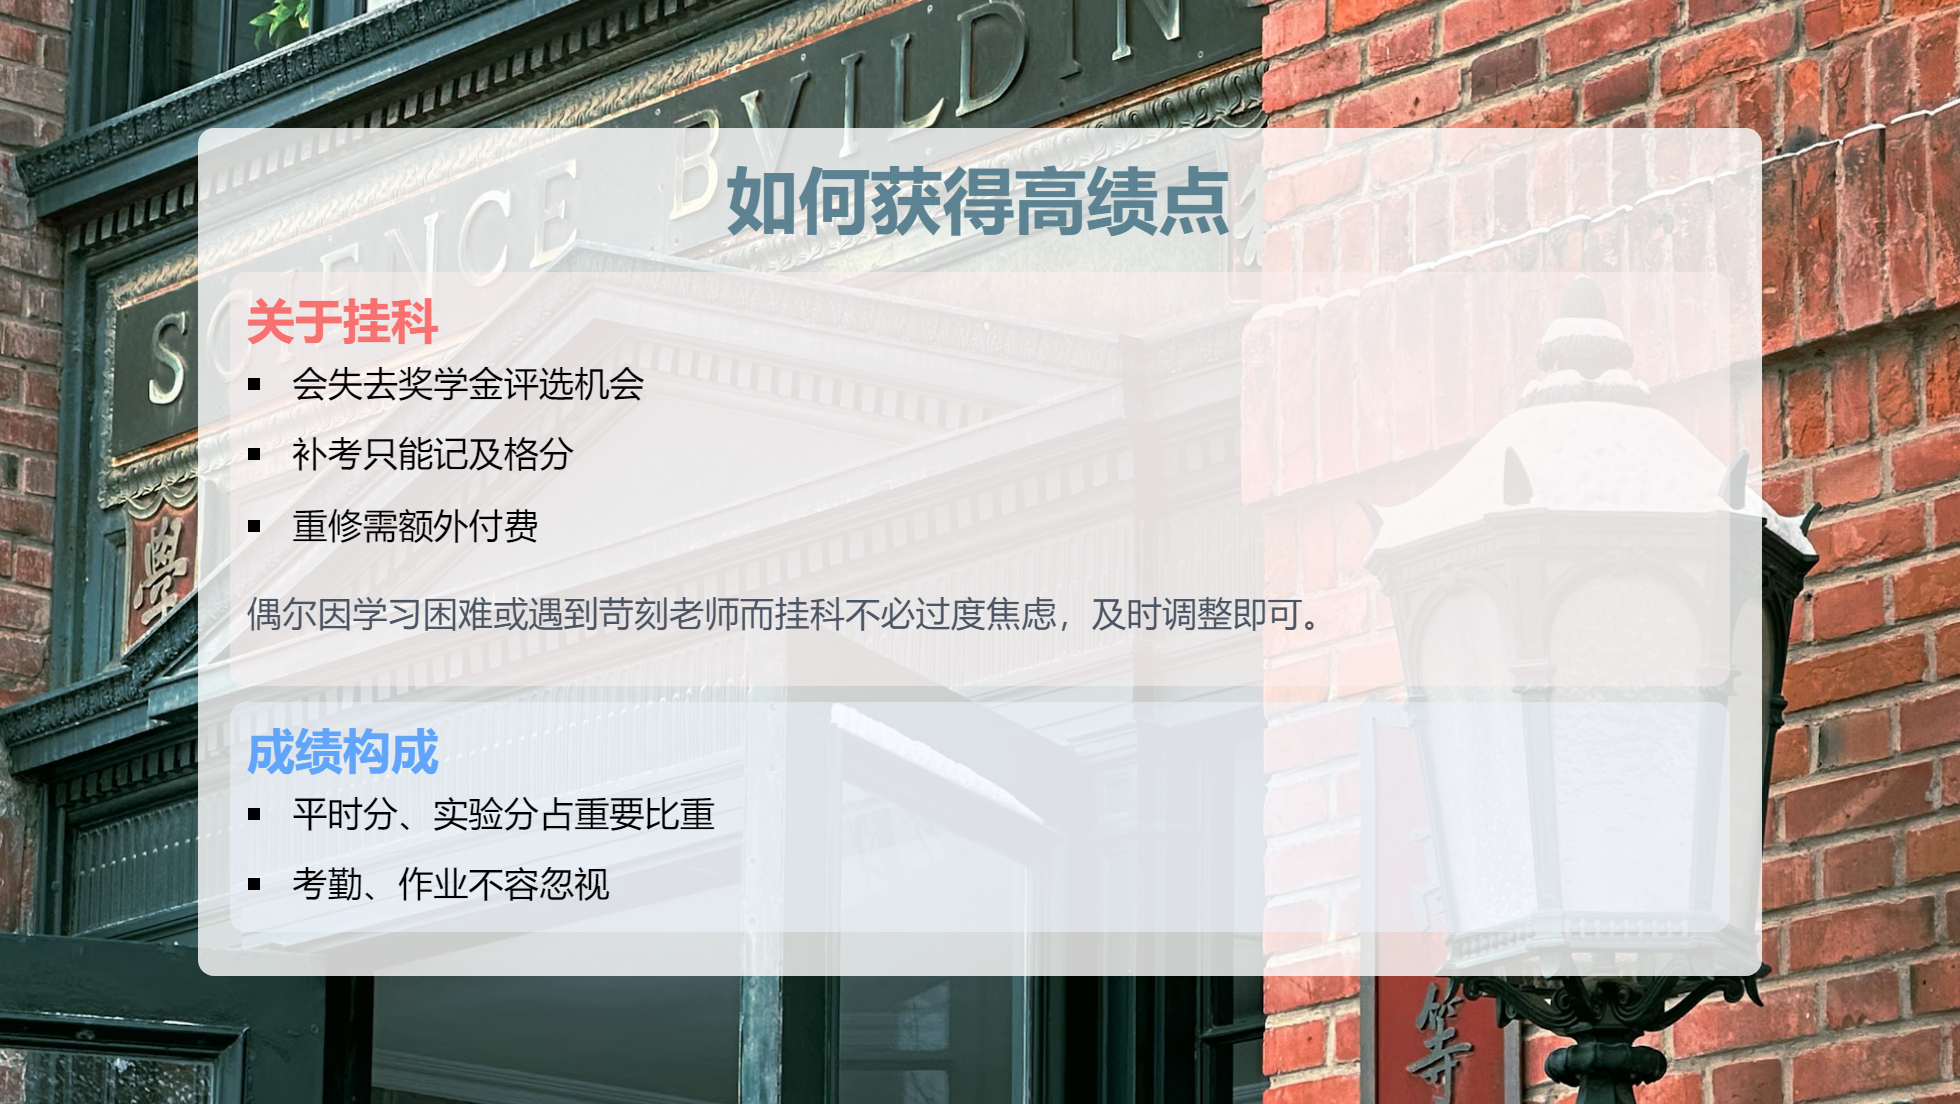 SCIENCE BVILDIN
如何获得高绩点
关于挂科
▪ 会失去奖学金评选机会
▪ 补考只能记及格分
▪ 重修需额外付费
偶尔因学习困难或遇到苛刻老师而挂科不必过度焦虑，及时调整即可。
學
成绩构成
▪ 平时分、实验分占重要比重
▪ 考勤、作业不容忽视
等